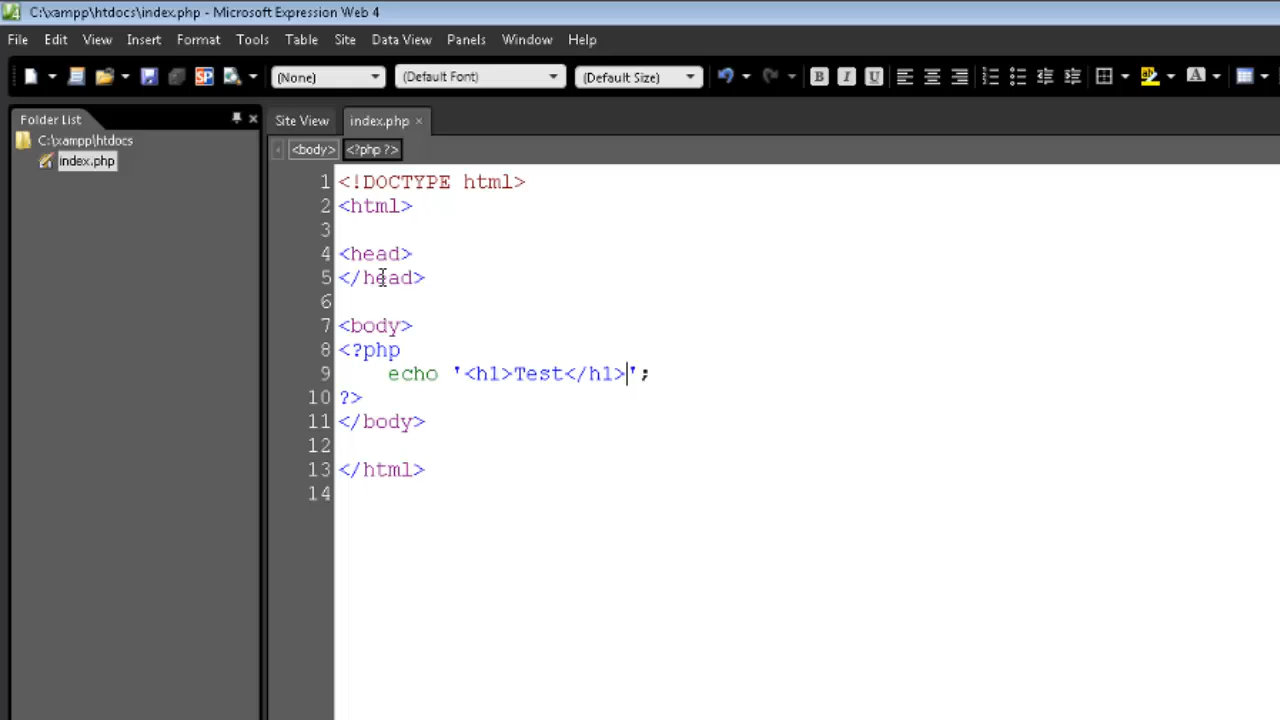 C:\xampp\htdocs\index.php - Microsoft Expression Web 4
File Edit View Insert Format Tools Table Site Data View Panels Window Help
SP (None) (Default Font) (Default Size) B I U ab A
Folder List
C:\xampp\htdocs
index.php
Site View index.php ×
<body> <?php ?>
1 <!DOCTYPE html>
2 <html>
3
4 <head>
5 </head>
6
7 <body>
8 <?php
9     echo '<h1>Test</h1>';
10 ?>
11 </body>
12
13 </html>
14